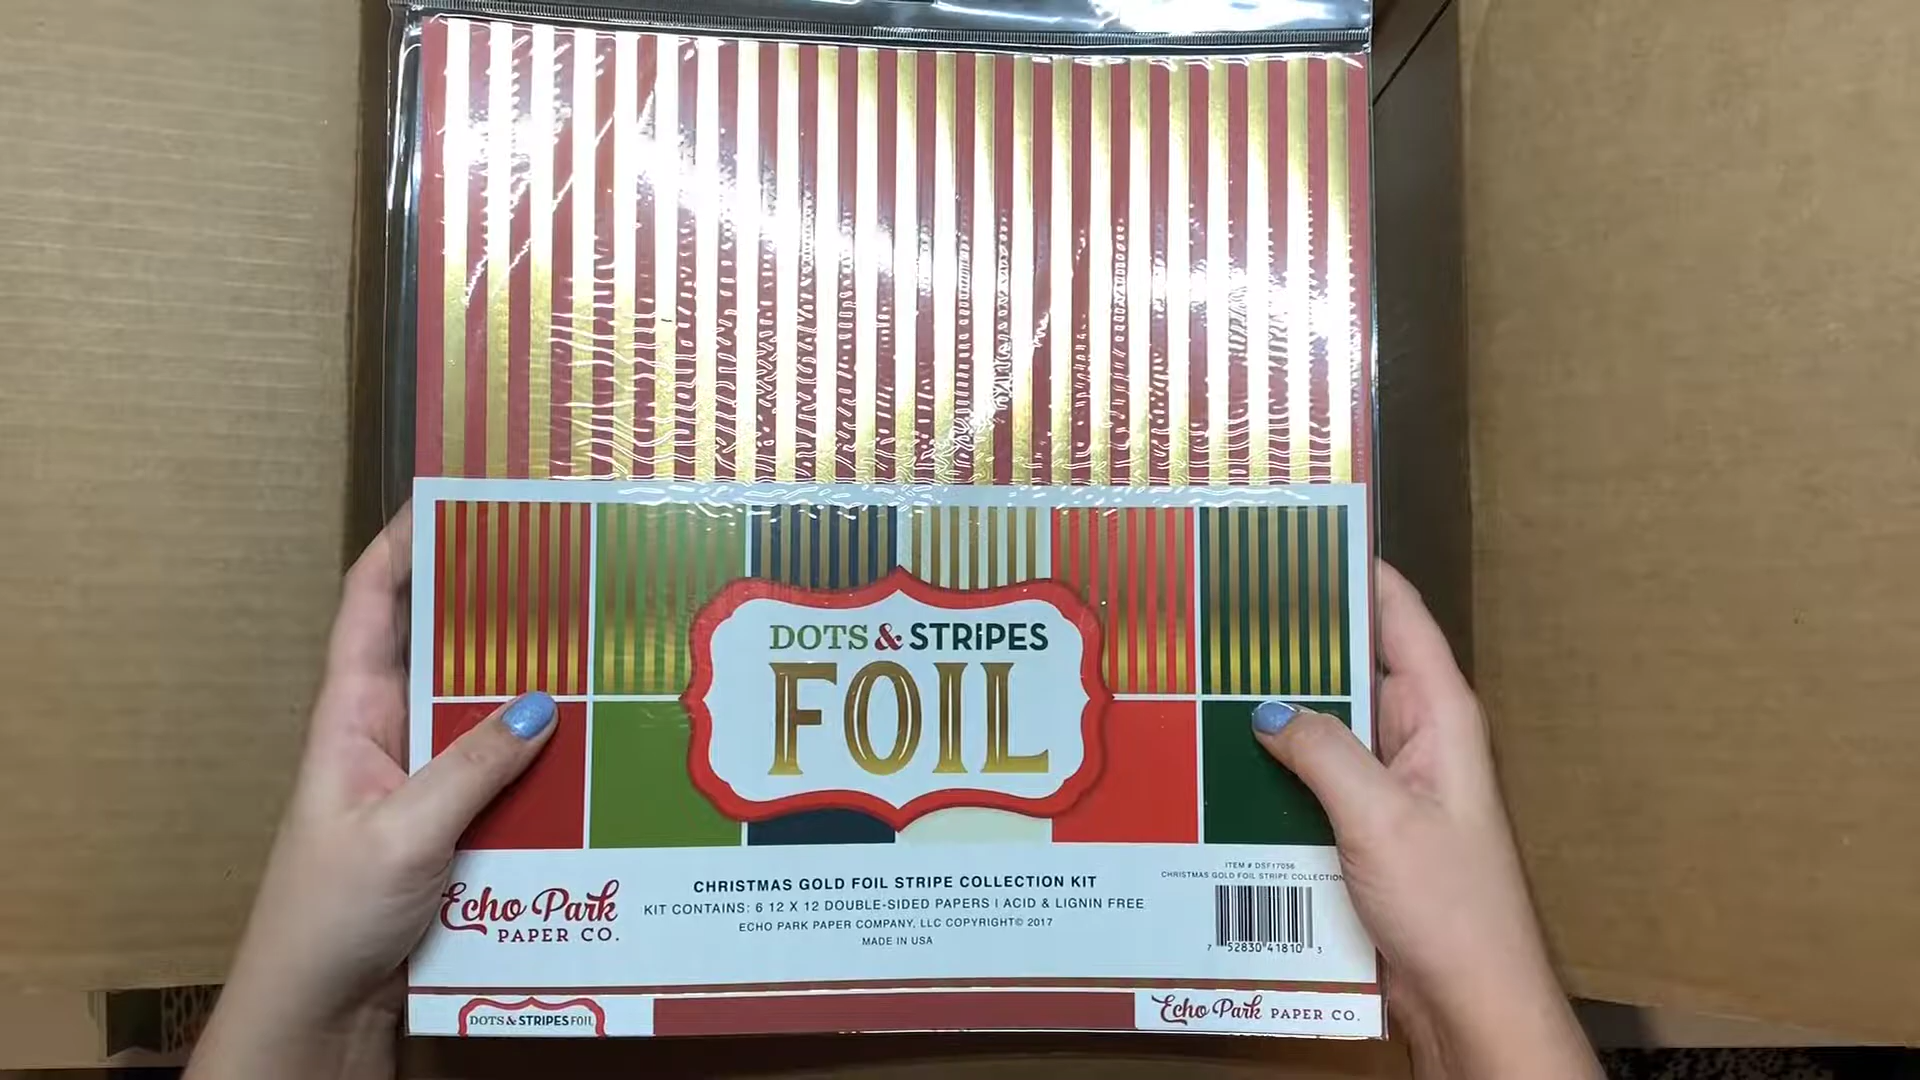 DOTS & STRiPES
FOIL
ITEM # DSF17056
CHRISTMAS GOLD FOIL STRIPE COLLECTION
CHRISTMAS GOLD FOIL STRIPE COLLECTION KIT
KIT CONTAINS: 6 12 X 12 DOUBLE-SIDED PAPERS | ACID & LIGNIN FREE
ECHO PARK PAPER COMPANY, LLC COPYRIGHT© 2017
MADE IN USA
Echo Park
PAPER CO.
7 52830 41810 3
DOTS & STRIPES FOIL
Echo Park PAPER CO.